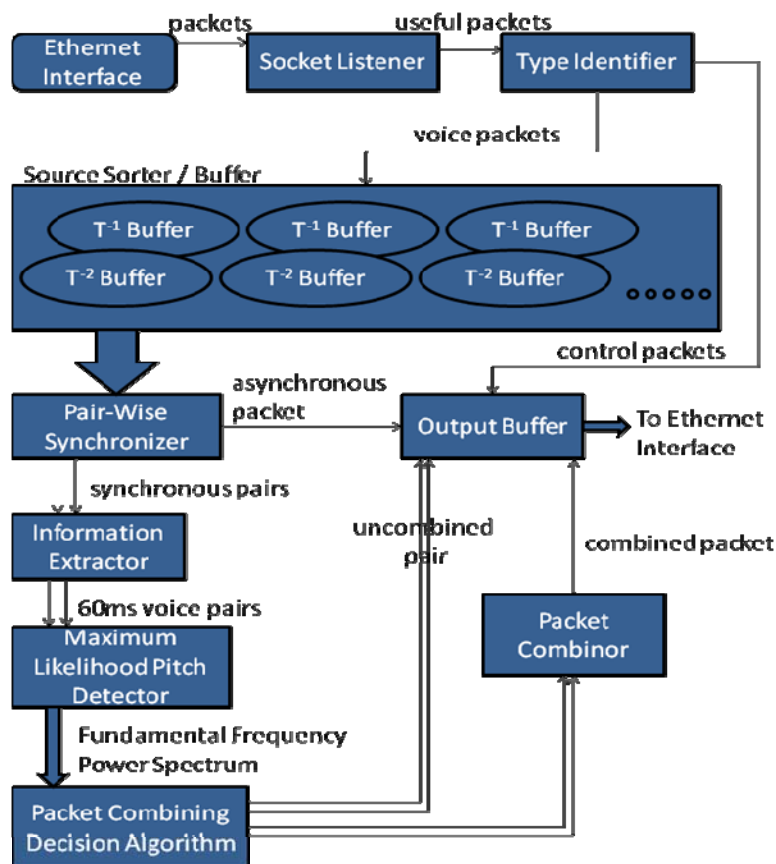 packets
useful packets
Ethernet
Interface
Socket Listener
Type Identifier
voice packets
Source Sorter / Buffer
T-1 Buffer
T-1 Buffer
T-1 Buffer
T-2 Buffer
T-2 Buffer
T-2 Buffer
control packets
asynchronous
packet
Pair-Wise
Synchronizer
Output Buffer
To Ethernet
Interface
synchronous pairs
uncombined
pair
combined packet
Information
Extractor
60ms voice pairs
Maximum
Likelihood Pitch
Detector
Packet
Combinor
Fundamental Frequency
Power Spectrum
Packet Combining
Decision Algorithm